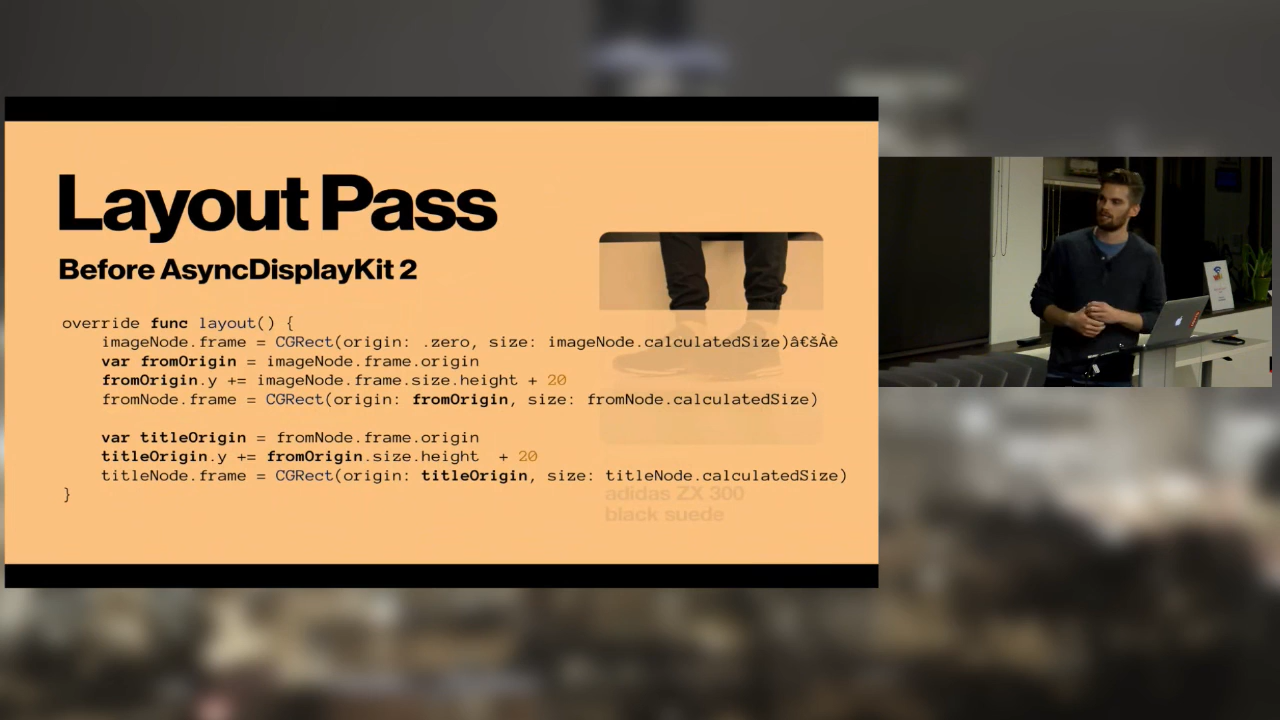 Layout Pass
Before AsyncDisplayKit 2
override func layout() {
imageNode.frame = CGRect(origin: .zero, size: imageNode.calculatedSize)â€šÀè
var fromOrigin = imageNode.frame.origin
fromOrigin.y += imageNode.frame.size.height + 20
fromNode.frame = CGRect(origin: fromOrigin, size: fromNode.calculatedSize)
var titleOrigin = fromNode.frame.origin
titleOrigin.y += fromOrigin.size.height  + 20
titleNode.frame = CGRect(origin: titleOrigin, size: titleNode.calculatedSize)
}
adidas ZX 300
black suede